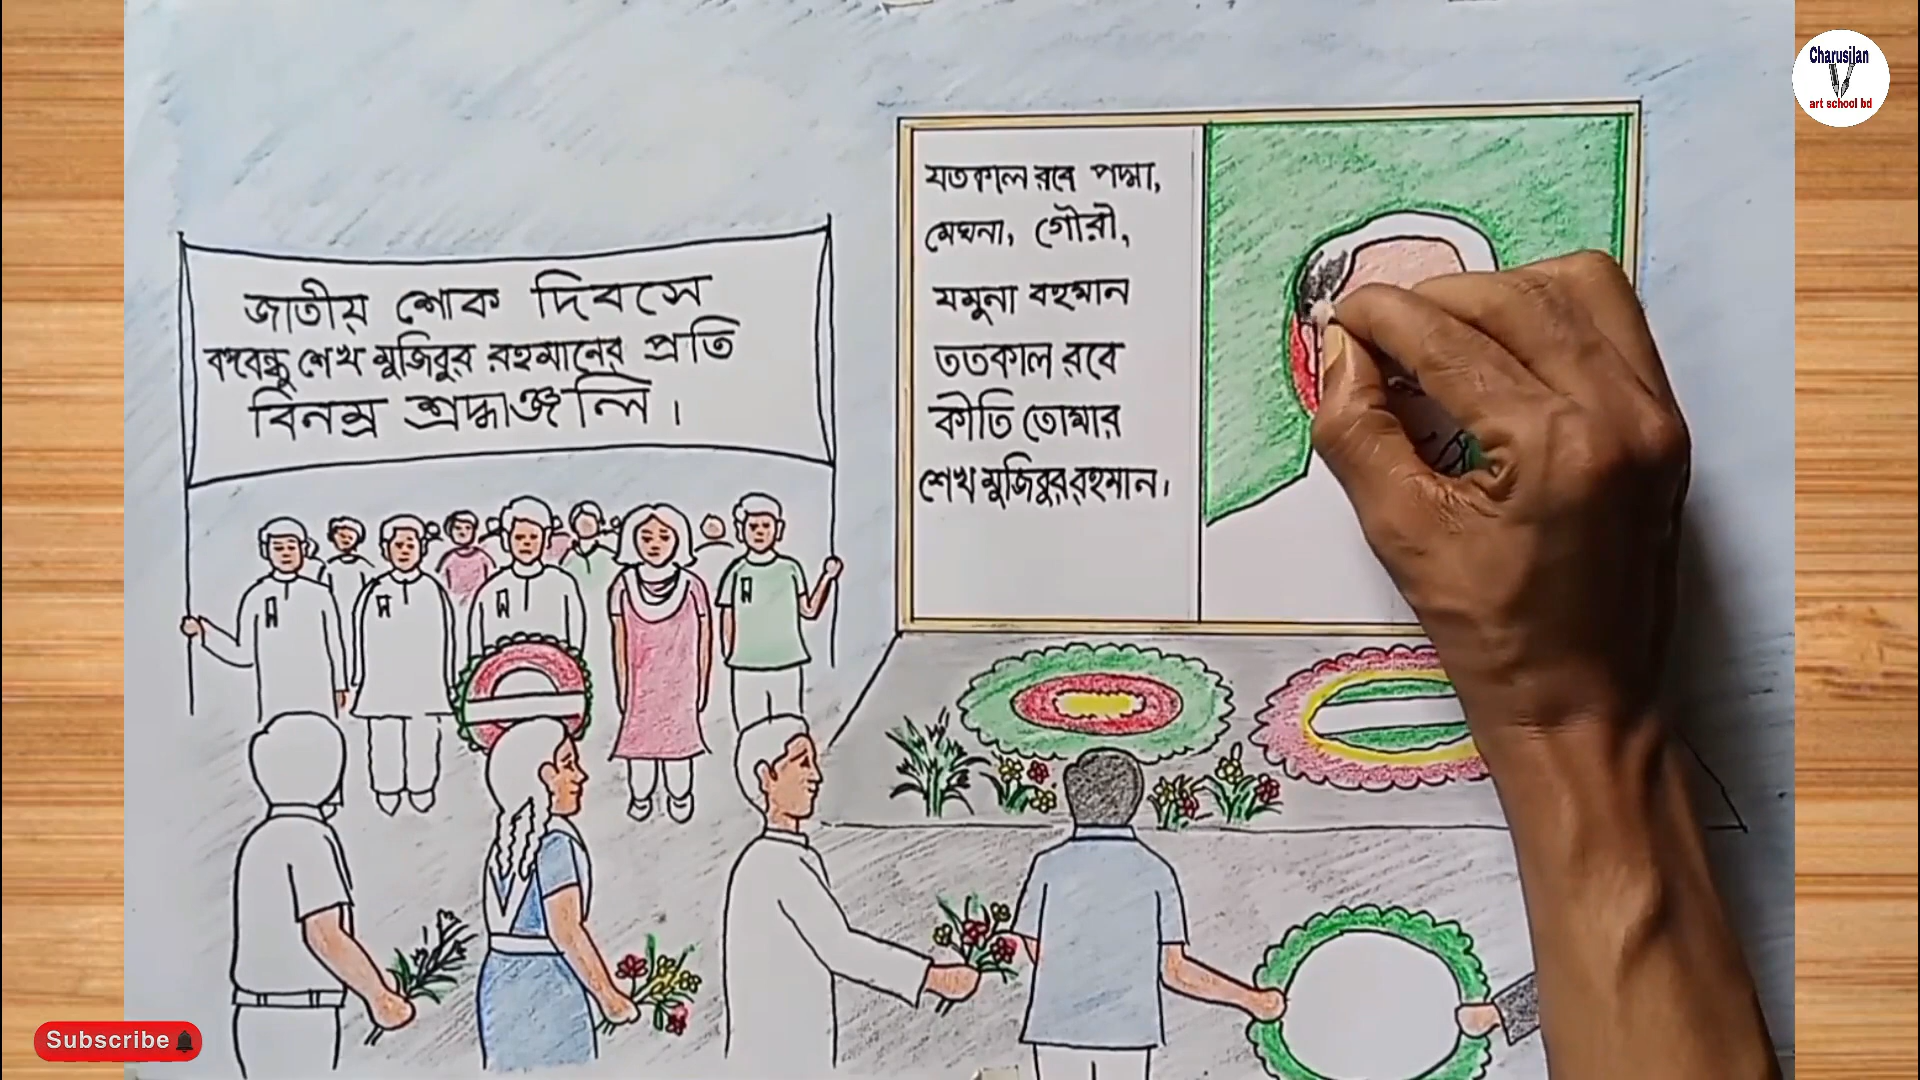 জাতীয় শোক দিবসে
বঙ্গবন্ধু শেখ মুজিবুর রহমানের প্রতি
বিনম্র শ্রদ্ধাঞ্জলি।
যতকাল রবে পদ্মা,
মেঘনা, গৌরী,
যমুনা বহমান
ততকাল রবে
কীর্তি তোমার
শেখ মুজিবুর রহমান।
Charusilan
art school bd
Subscribe